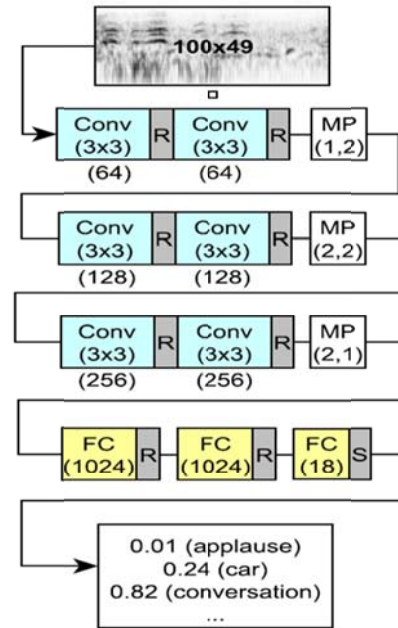 100x49
Conv R Conv R MP
(3x3) (3x3) (1,2)
(64) (64)
Conv R Conv R MP
(3x3) (3x3) (2,2)
(128) (128)
Conv R Conv R MP
(3x3) (3x3) (2,1)
(256) (256)
FC R FC R FC S
(1024) (1024) (18)
0.01 (applause)
0.24 (car)
0.82 (conversation)
...